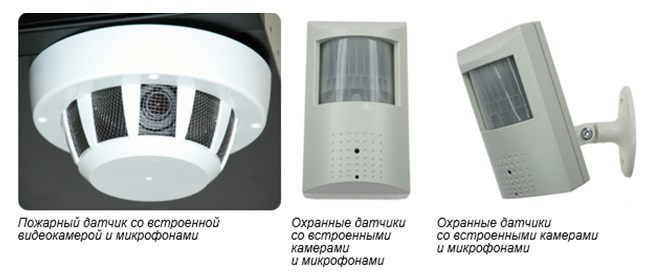 Пожарный датчик со встроенной
видеокамерой и микрофонами
Охранные датчики
со встроенными
камерами
и микрофонами
Охранные датчики
со встроенными камерами
и микрофонами